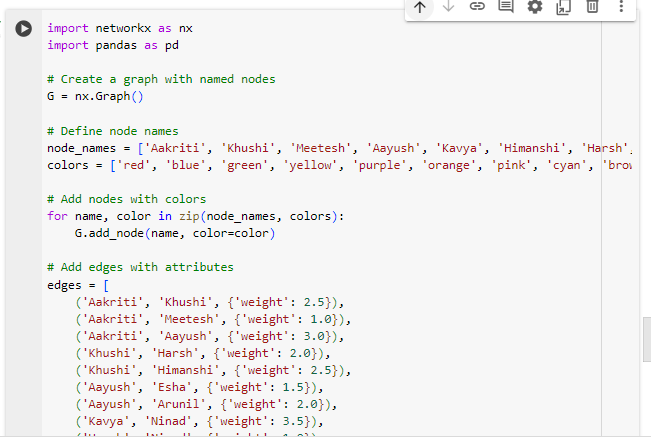 import networkx as nx
import pandas as pd
# Create a graph with named nodes
G = nx.Graph()
# Define node names
node_names = ['Aakriti', 'Khushi', 'Meetesh', 'Aayush', 'Kavya', 'Himanshi', 'Harsh',
colors = ['red', 'blue', 'green', 'yellow', 'purple', 'orange', 'pink', 'cyan',
# Add nodes with colors
for name, color in zip(node_names, colors):
    G.add_node(name, color=color)
# Add edges with attributes
edges = [
    ('Aakriti', 'Khushi', {'weight': 2.5}),
    ('Aakriti', 'Meetesh', {'weight': 1.0}),
    ('Aakriti', 'Aayush', {'weight': 3.0}),
    ('Khushi', 'Harsh', {'weight': 2.0}),
    ('Khushi', 'Himanshi', {'weight': 2.5}),
    ('Aayush', 'Esha', {'weight': 1.5}),
    ('Aayush', 'Arunil', {'weight': 2.0}),
    ('Kavya', 'Ninad', {'weight': 3.5}),